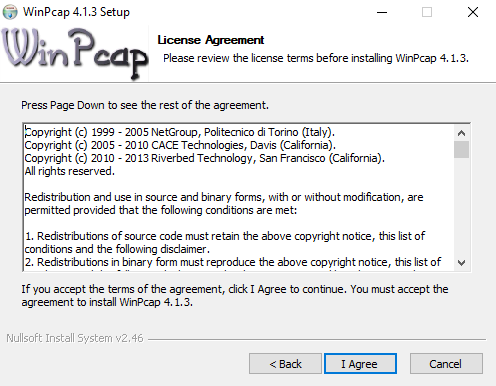 WinPcap 4.1.3 Setup
WinPcap
License Agreement
Please review the license terms before installing WinPcap 4.1.3.
Press Page Down to see the rest of the agreement.
Copyright (c) 1999 - 2005 NetGroup, Politecnico di Torino (Italy).
Copyright (c) 2005 - 2010 CACE Technologies, Davis (California).
Copyright (c) 2010 - 2013 Riverbed Technology, San Francisco (California).
All rights reserved.
Redistribution and use in source and binary forms, with or without modification, are
permitted provided that the following conditions are met:
1. Redistributions of source code must retain the above copyright notice, this list of
conditions and the following disclaimer.
2. Redistributions in binary form must reproduce the above copyright notice, this list of
If you accept the terms of the agreement, click I Agree to continue. You must accept the
agreement to install WinPcap 4.1.3.
Nullsoft Install System v2.46
< Back
I Agree
Cancel